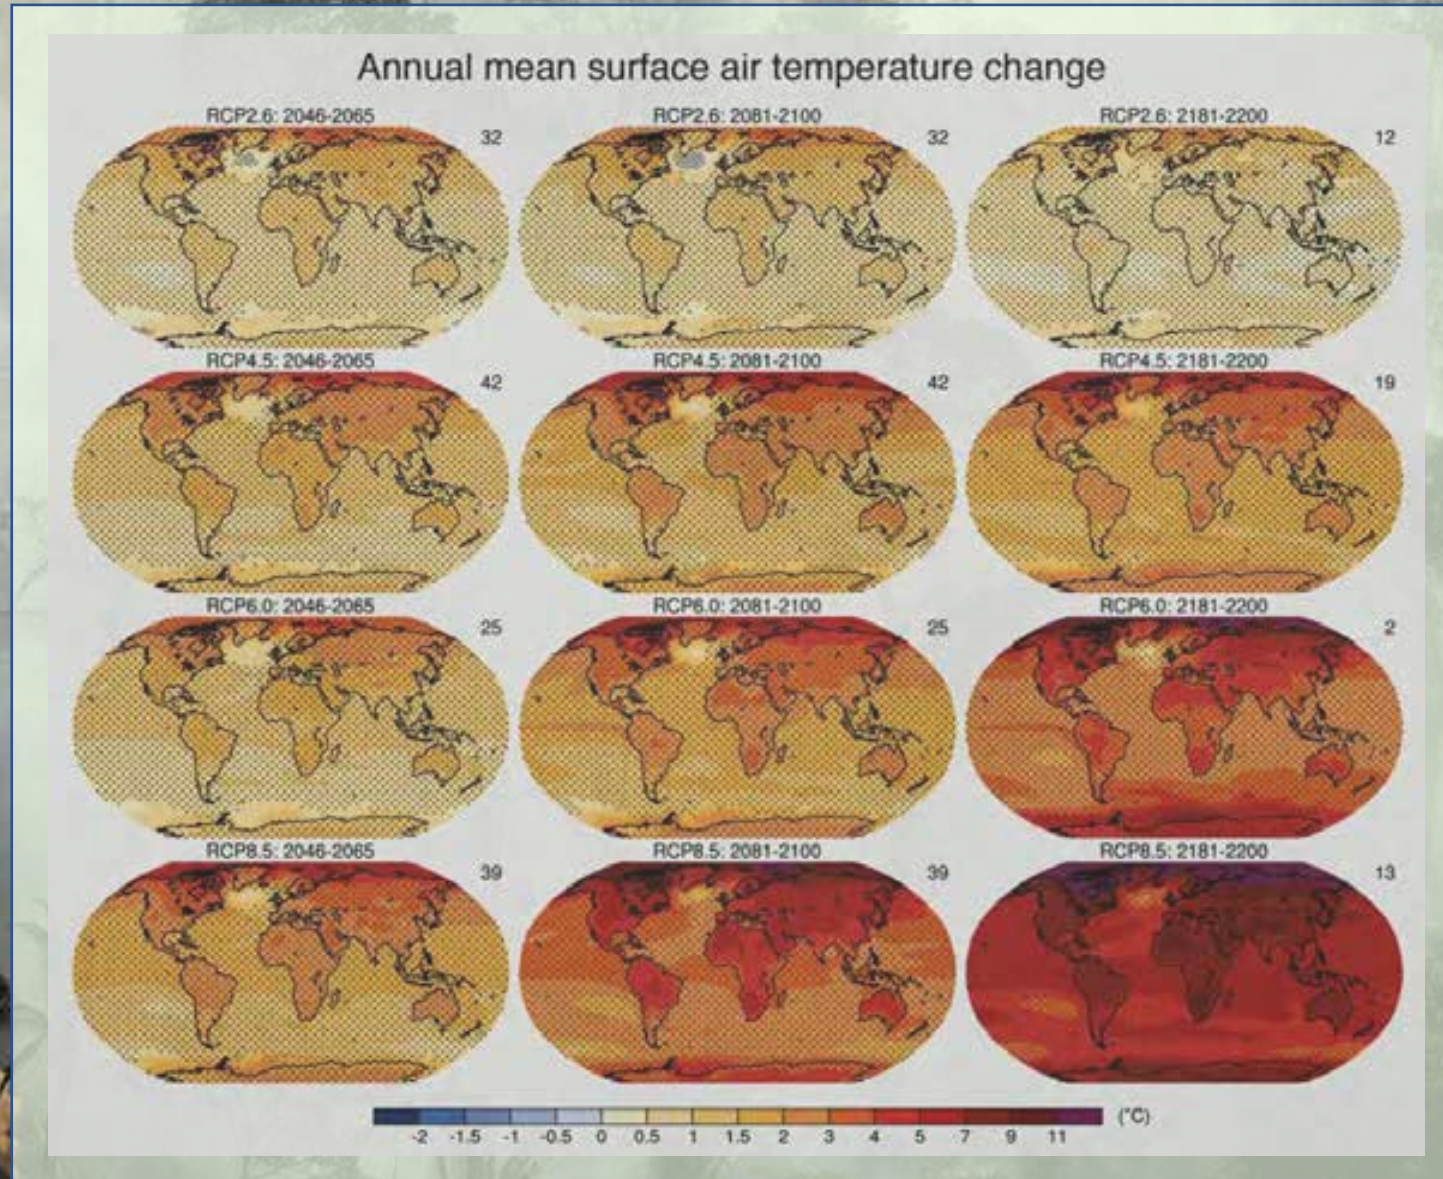 Annual mean surface air temperature change
RCP2.6: 2046-2065
32
RCP2.6: 2081-2100
32
RCP2.6: 2181-2200
12
RCP4.5: 2046-2065
42
RCP4.5: 2081-2100
42
RCP4.5: 2181-2200
19
RCP6.0: 2046-2065
25
RCP6.0: 2081-2100
25
RCP6.0: 2181-2200
2
RCP8.5: 2046-2065
39
RCP8.5: 2081-2100
39
RCP8.5: 2181-2200
13
-2 -1.5 -1 -0.5 0 0.5 1 1.5 2 3 4 5 7 9 11 (°C)